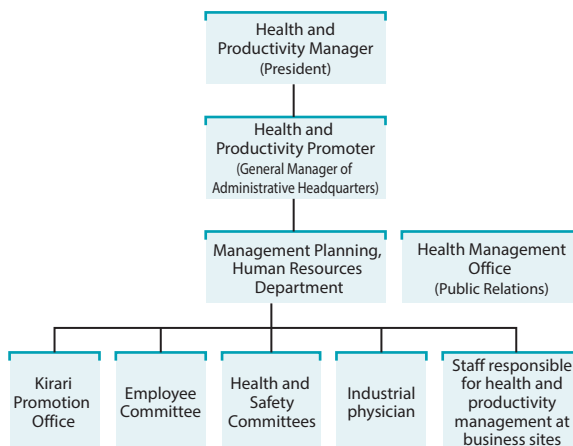 Health and
Productivity Manager
(President)
Health and
Productivity Promoter
(General Manager of
Administrative Headquarters)
Management Planning,
Human Resources
Department
Health Management
Office
(Public Relations)
Kirari
Promotion
Office
Employee
Committee
Health and
Safety
Committees
Industrial
physician
Staff responsible
for health and
productivity
management at
business sites